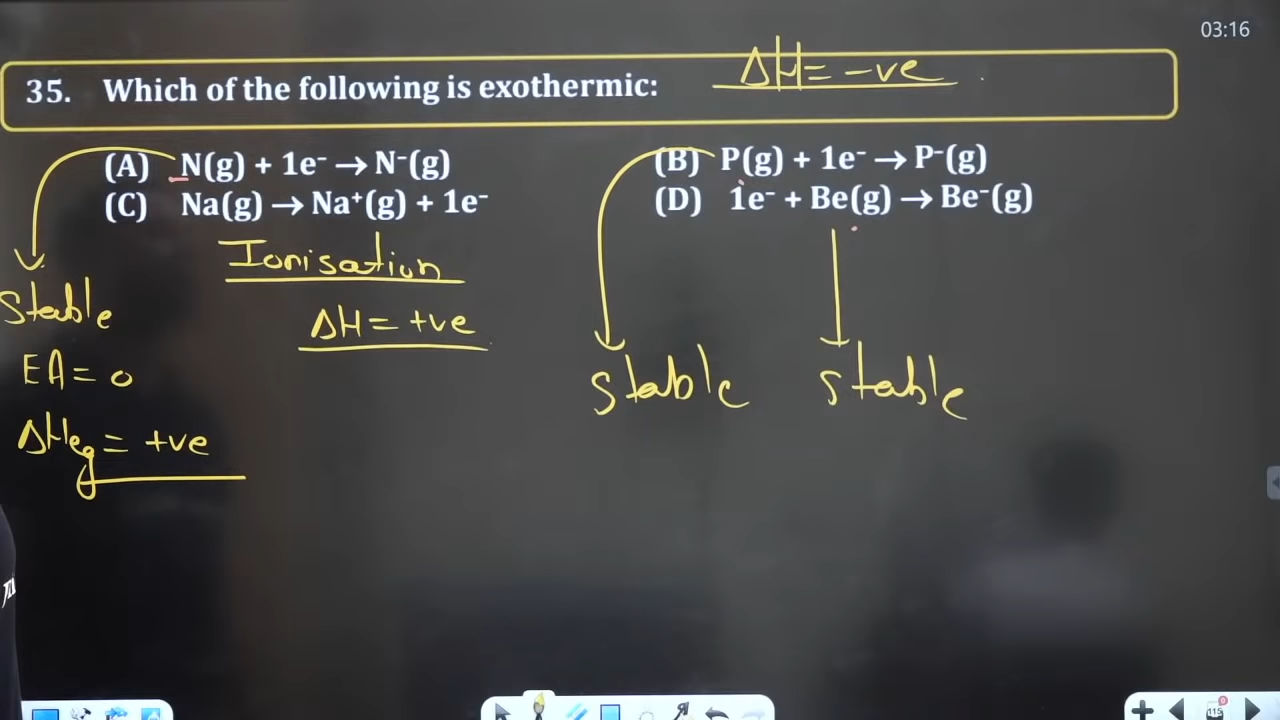 03:16
35. Which of the following is exothermic:
ΔH = -ve
(A) N(g) + 1e⁻ → N⁻(g)
(B) P(g) + 1e⁻ → P⁻(g)
(C) Na(g) → Na⁺(g) + 1e⁻
(D) 1e⁻ + Be(g) → Be⁻(g)
Ionisation
ΔH = +ve
Stable
EA = 0
ΔHeg = +ve
Stable
Stable
115